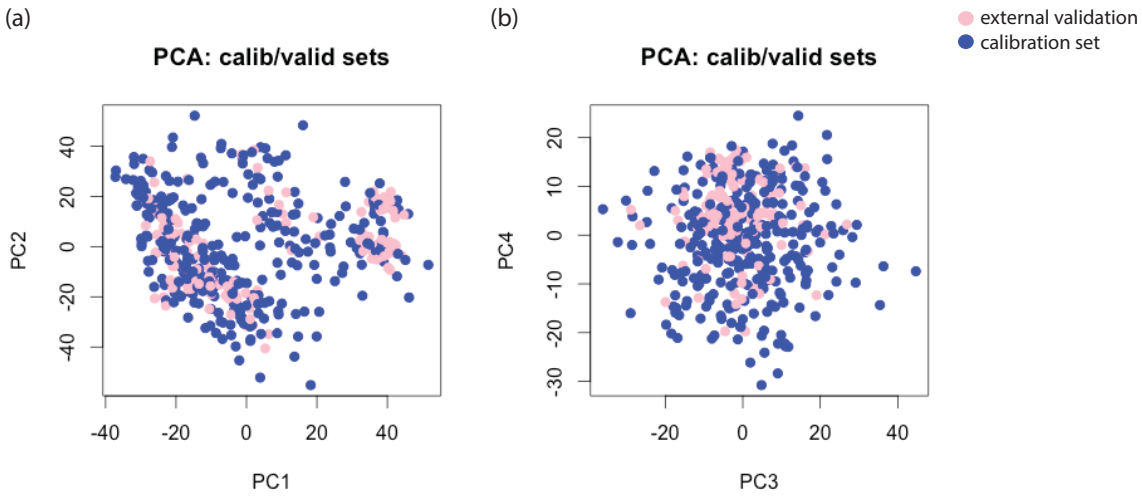 (a)
(b)
external validation
calibration set
PCA: calib/valid sets
PCA: calib/valid sets
PC2
40
20
0
-20
-40
-40
-20
0
20
40
PC1
PC4
20
10
0
-10
-20
-30
-20
0
20
40
PC3